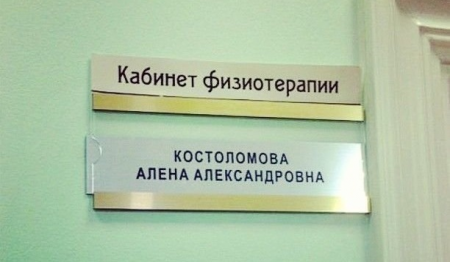 Кабинет физиотерапии
КОСТОЛОМОВА
АЛЕНА АЛЕКСАНДРОВНА